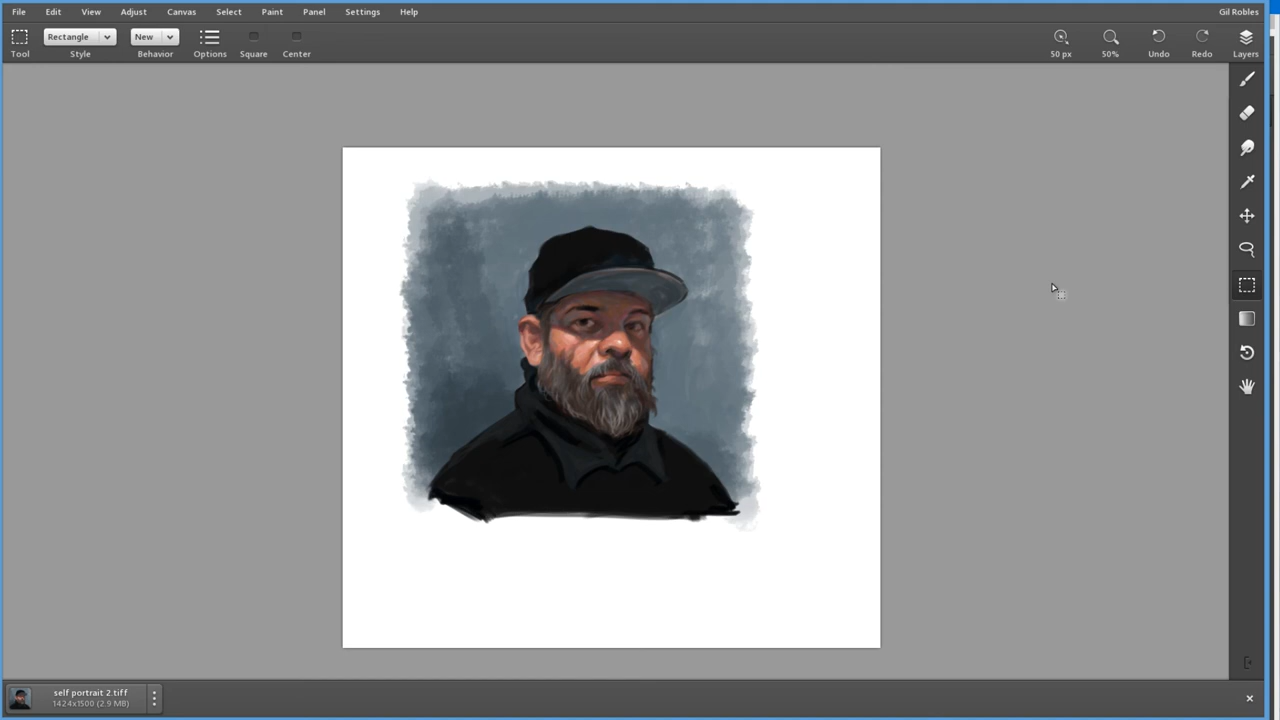 File Edit View Adjust Canvas Select Paint Panel Settings Help Gil Robles
Rectangle New
Tool Style Behavior Options Square Center 50 px 50% Undo Redo Layers
self portrait 2.tiff
1424x1500 (2.9 MB)